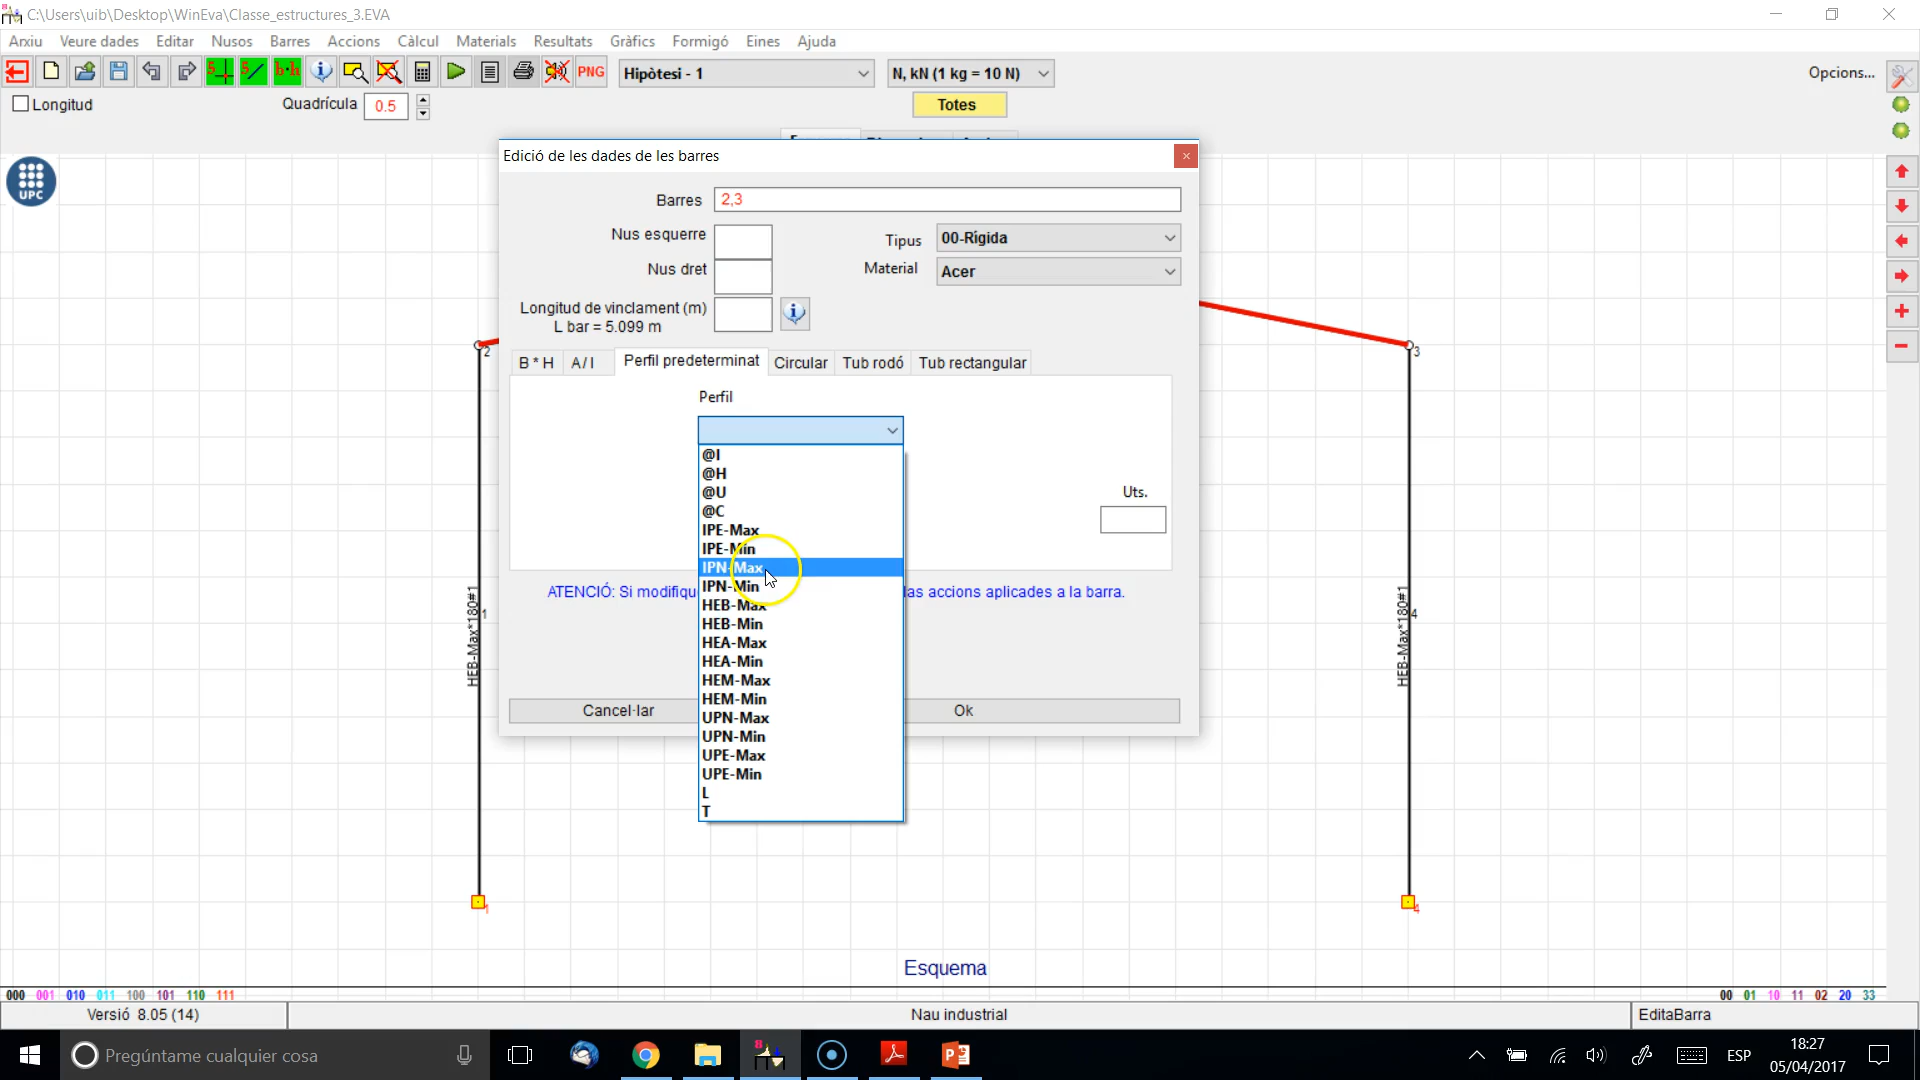 C:\Users\uib\Desktop\WinEva\Classe_estructures_3.EVA
Arxiu Veure dades Editar Nusos Barres Accions Càlcul Materials Resultats Gràfics Formigó Eines Ajuda
PNG Hipòtesi - 1 N, kN (1 kg = 10 N) Opcions...
Longitud Quadrícula 0.5 Totes
UPC
Edició de les dades de les barres
Barres 2,3
Nus esquerre
Tipus 00-Rígida
Nus dret
Material Acer
Longitud de vinclament (m)
L bar = 5.099 m
B * H A / I Perfil predeterminat Circular Tub rodó Tub rectangular
Perfil
@I
@H
@U
@C
IPE-Max
IPE-Min
IPN-Max
IPN-Min
HEB-Max
HEB-Min
HEA-Max
HEA-Min
HEM-Max
HEM-Min
UPN-Max
UPN-Min
UPE-Max
UPE-Min
L
T
Uts.
ATENCIÓ: Si modifiqu
las accions aplicades a la barra.
Cancel·lar Ok
2
3
HEB-Max*180#1
1
HEB-Max*180#1
4
1
4
Esquema
000 001 010 011 100 101 110 111
00 01 10 11 02 20 33
Versió 8.05 (14) Nau industrial EditaBarra
Pregúntame cualquier cosa
ESP
18:27
05/04/2017